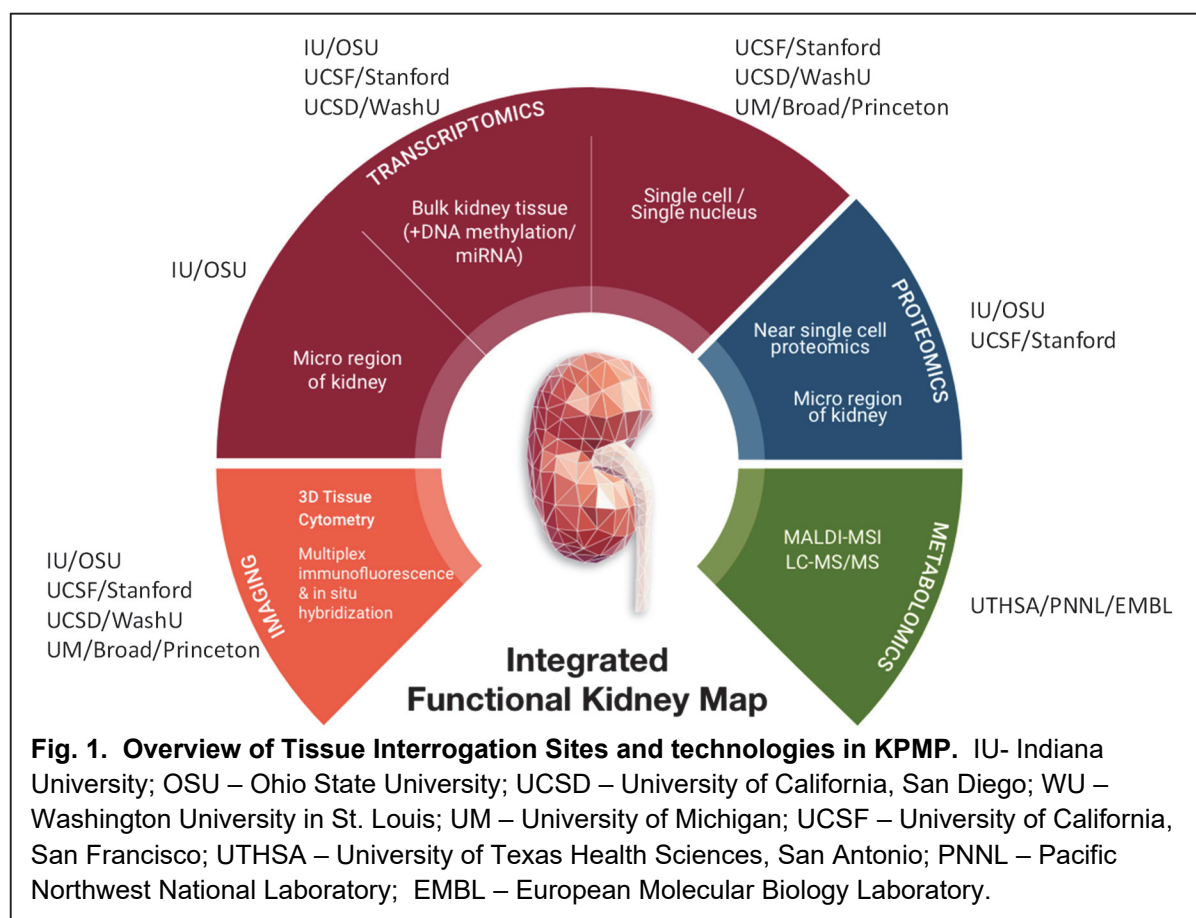 IU/OSU
UCSF/Stanford
UCSD/WashU
UCSF/Stanford
UCSD/WashU
UM/Broad/Princeton
TRANSCRIPTOMICS
Bulk kidney tissue
(+DNA methylation/
miRNA)
Single cell /
Single nucleus
IU/OSU
Micro region
of kidney
PROTEOMICS
Near single cell
proteomics
Micro region
of kidney
IU/OSU
UCSF/Stanford
IMAGING
3D Tissue
Cytometry
Multiplex
immunofluorescence
& in situ
hybridization
IU/OSU
UCSF/Stanford
UCSD/WashU
UM/Broad/Princeton
METABOLOMICS
MALDI-MSI
LC-MS/MS
UTHSA/PNNL/EMBL
Integrated
Functional Kidney Map
Fig. 1. Overview of Tissue Interrogation Sites and technologies in KPMP. IU- Indiana
University; OSU – Ohio State University; UCSD – University of California, San Diego; WU –
Washington University in St. Louis; UM – University of Michigan; UCSF – University of California,
San Francisco; UTHSA – University of Texas Health Sciences, San Antonio; PNNL – Pacific
Northwest National Laboratory; EMBL – European Molecular Biology Laboratory.